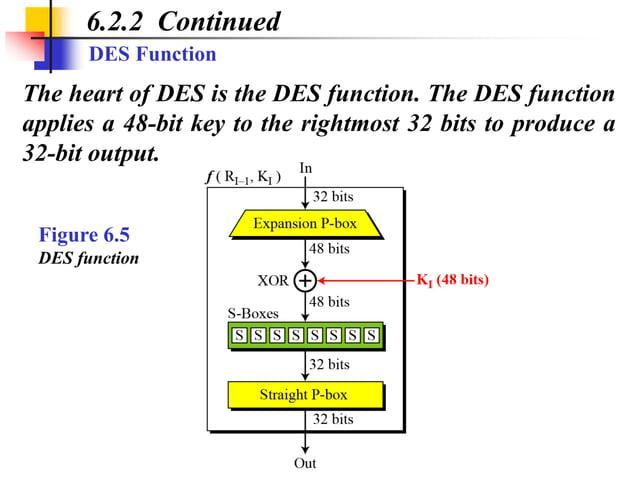 6.2.2 Continued
DES Function
The heart of DES is the DES function. The DES function
applies a 48-bit key to the rightmost 32 bits to produce a
32-bit output.
In
f ( RI–1, KI )
32 bits
Expansion P-box
Figure 6.5
48 bits
DES function
XOR
KI (48 bits)
48 bits
S-Boxes
S S S S S S S S
32 bits
Straight P-box
32 bits
Out